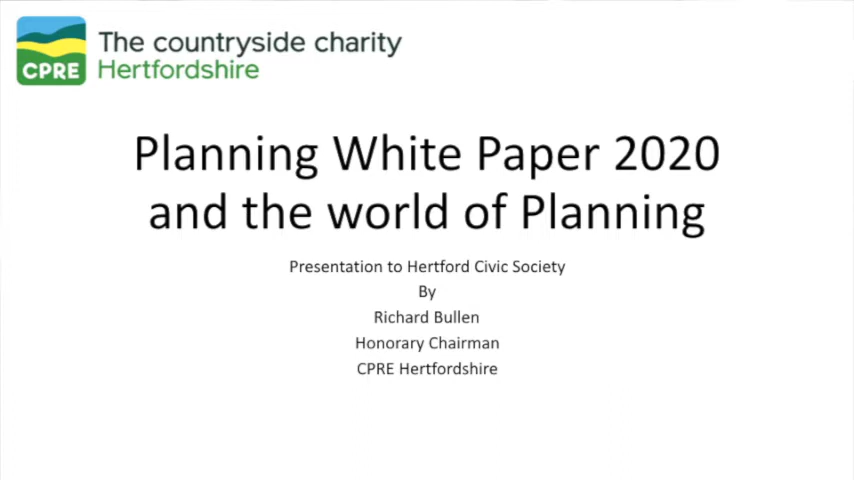 The countryside charity
CPRE Hertfordshire
Planning White Paper 2020
and the world of Planning
Presentation to Hertford Civic Society
By
Richard Bullen
Honorary Chairman
CPRE Hertfordshire